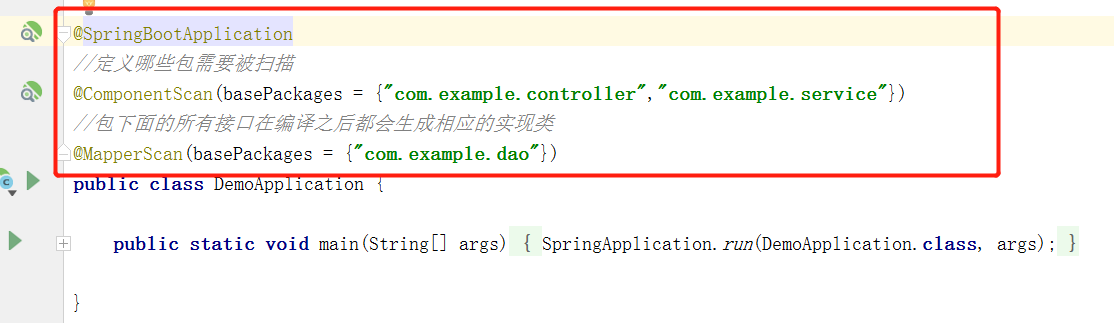 @SpringBootApplication
//定义哪些包需要被扫描
@ComponentScan(basePackages = {"com.example.controller","com.example.service"})
//包下面的所有接口在编译之后都会生成相应的实现类
@MapperScan(basePackages = {"com.example.dao"})
public class DemoApplication {
public static void main(String[] args) { SpringApplication.run(DemoApplication.class, args); }
}